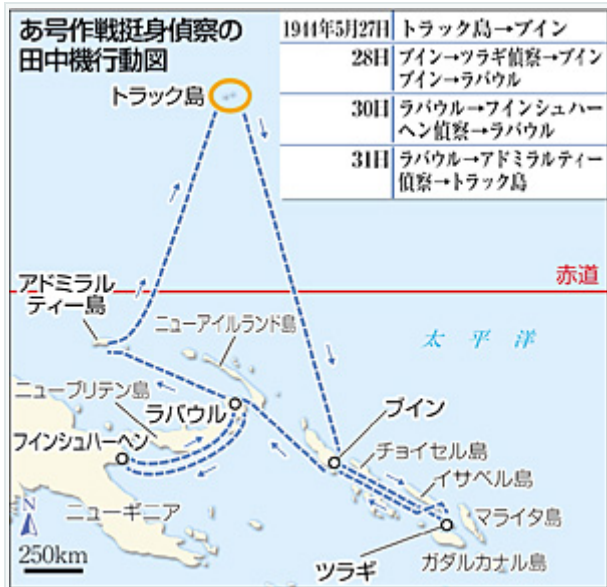 あ号作戦挺身偵察の
田中機行動図
1944年5月27日 トラック島→ブイン
28日 ブイン→ツラギ偵察→ブイン
ブイン→ラバウル
30日 ラバウル→フインシュハー
ヘン偵察→ラバウル
31日 ラバウル→アドミラルティー
偵察→トラック島
トラック島
赤道
アドミラル
ティー島
ニューアイルランド島
太平洋
ニューブリテン島
ラバウル
ブイン
フインシュハーヘン
チョイセル島
イサベル島
ニューギニア
マライタ島
N
250km
ツラギ
ガダルカナル島